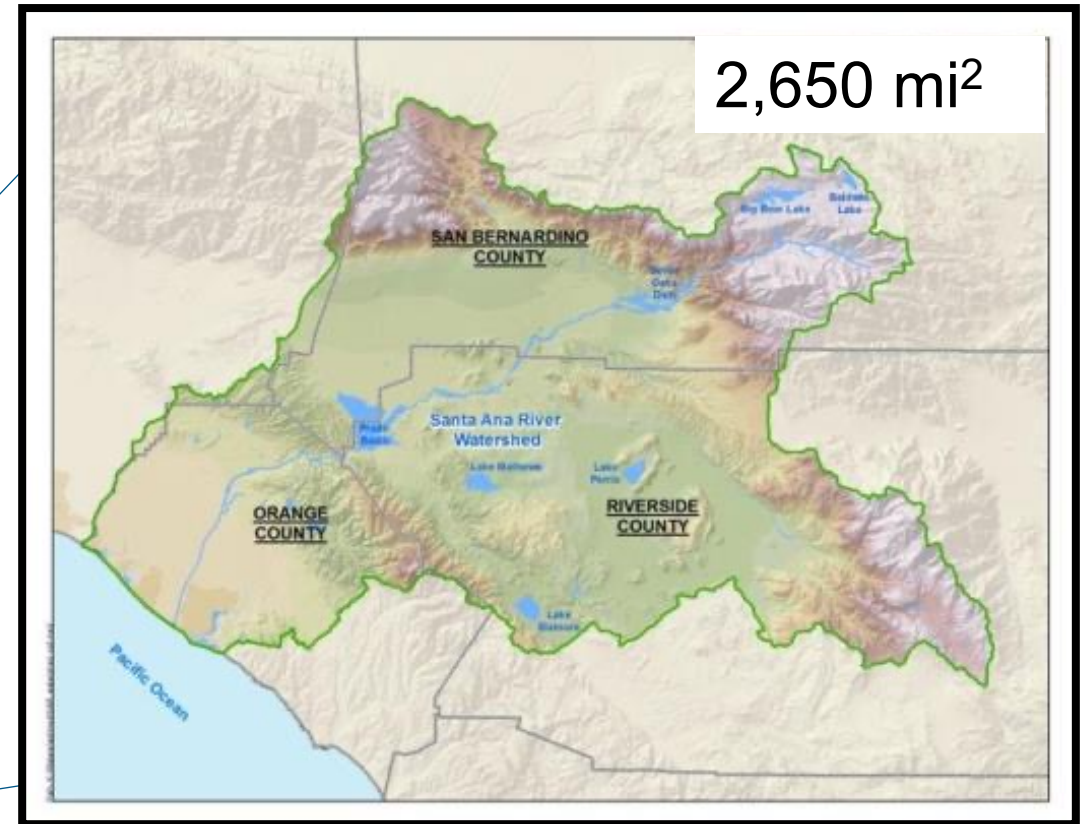 2,650 mi²
Big Bear Lake
Baldwin
Lake
SAN BERNARDINO
COUNTY
Seven
Oaks
Dam
Santa Ana River
Watershed
Prado
Basin
Lake Mathews
Lake
Perris
RIVERSIDE
COUNTY
ORANGE
COUNTY
Lake
Elsinore
Pacific Ocean